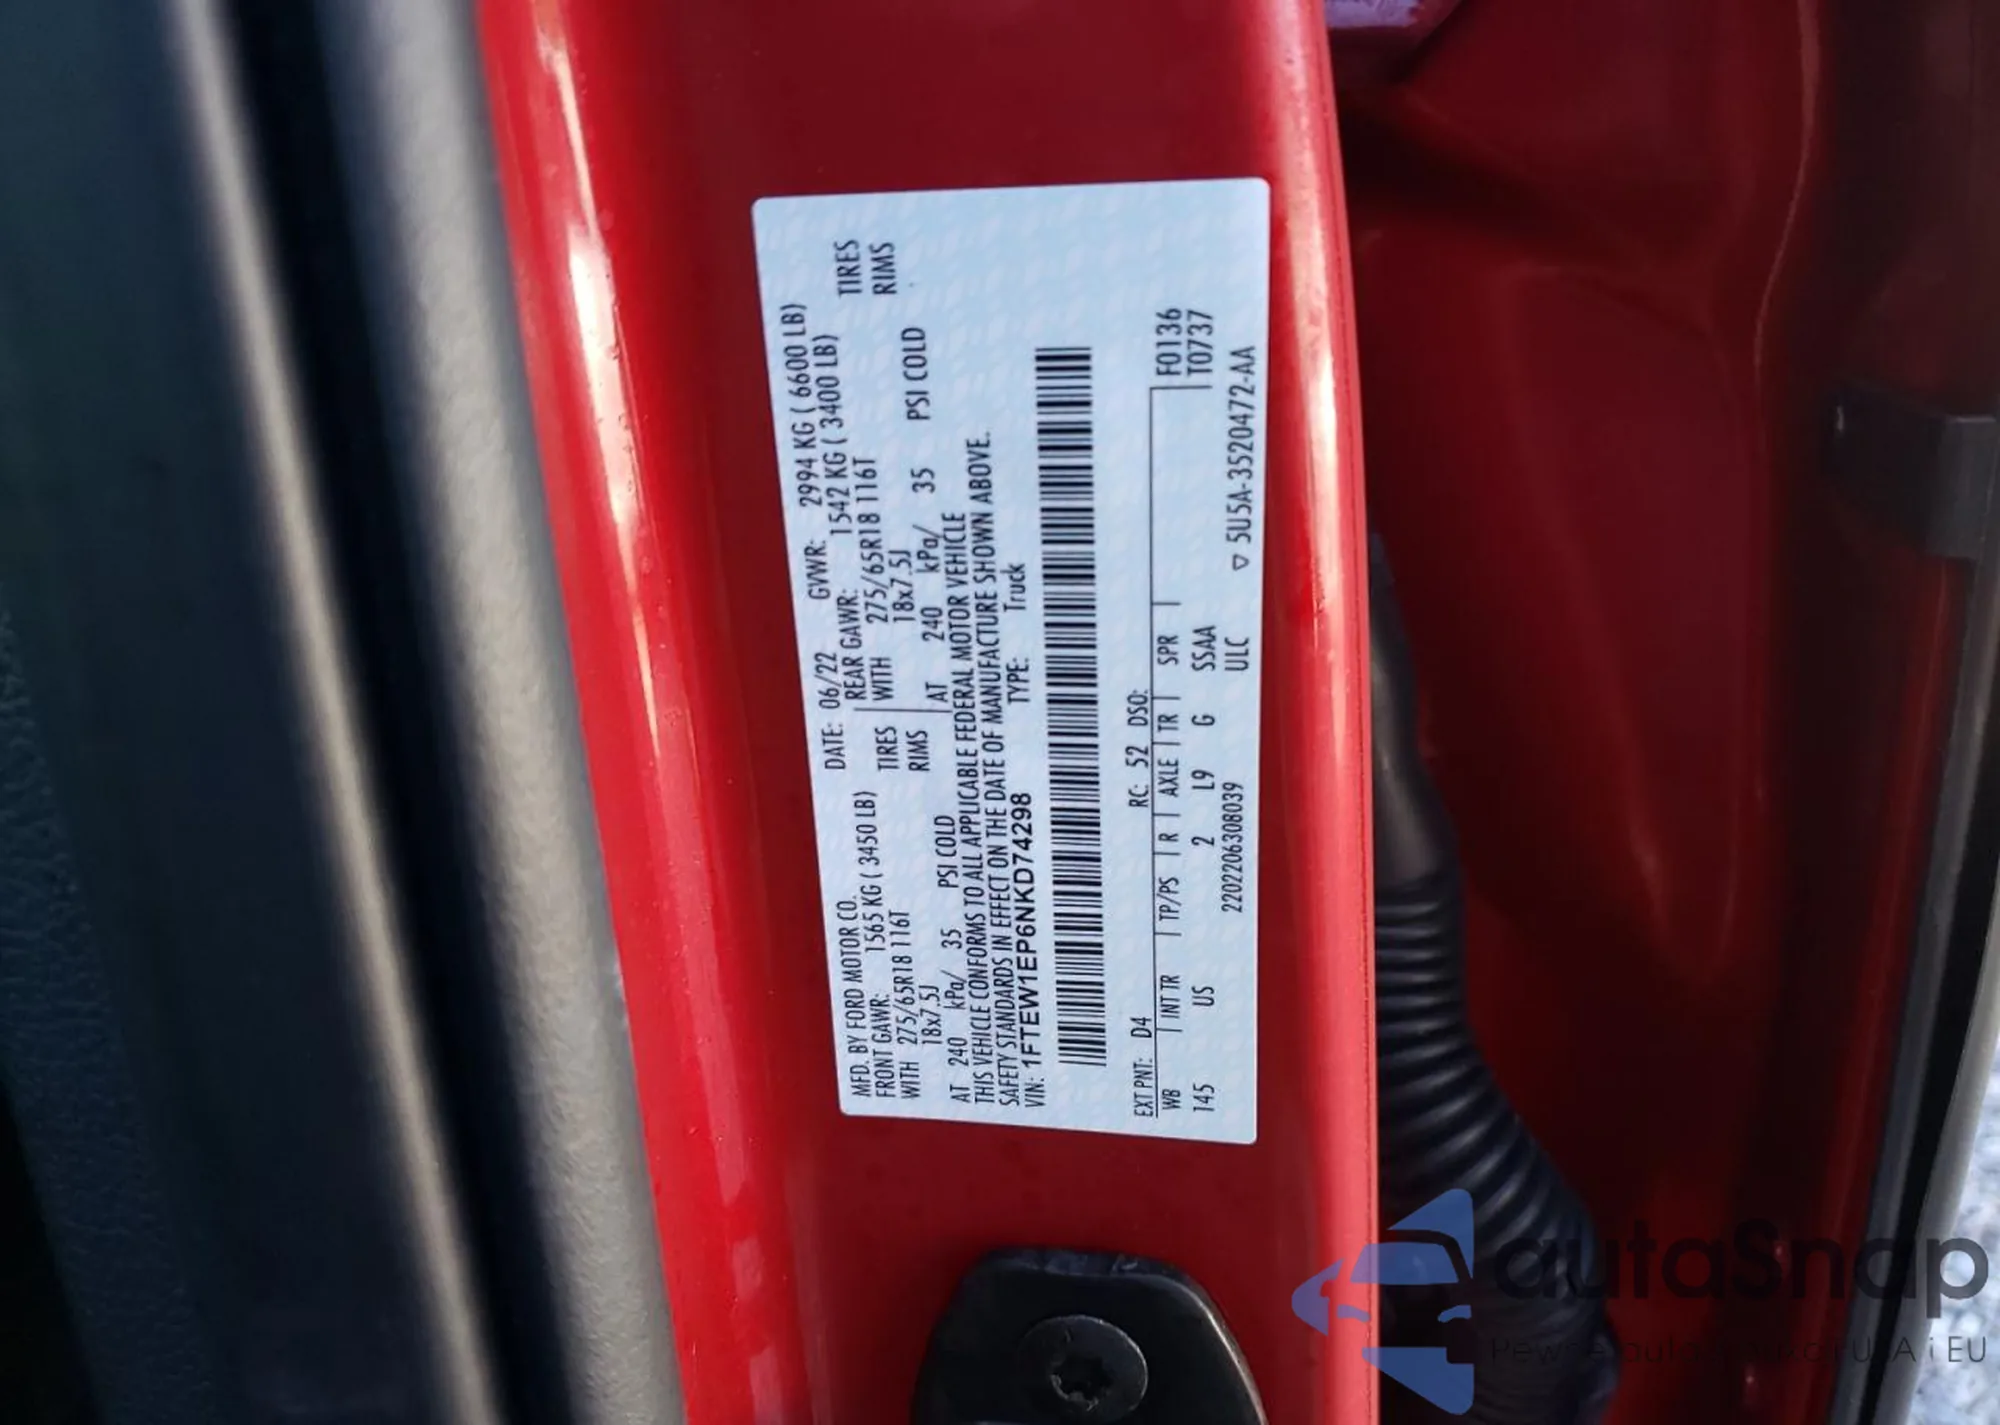 MFD. BY FORD MOTOR CO. DATE: 06/22 GVWR: 2994 KG ( 6600 LB)
FRONT GAWR: 1565 KG ( 3450 LB) REAR GAWR: 1542 KG ( 3400 LB)
WITH 275/65R18 116T TIRES WITH 275/65R18 116T TIRES
18x7.5J RIMS 18x7.5J RIMS
AT 240 kPa/ 35 PSI COLD AT 240 kPa/ 35 PSI COLD
THIS VEHICLE CONFORMS TO ALL APPLICABLE FEDERAL MOTOR VEHICLE
SAFETY STANDARDS IN EFFECT ON THE DATE OF MANUFACTURE SHOWN ABOVE.
VIN: 1FTEW1EP6NKD74298 TYPE: Truck
EXT PNT: D4 RC: 52 DSO: F0136
WB INT TR TP/PS R AXLE TR SPR T0737
145 US 2 L9 G SSAA
2202206308039 ULC ▽ 5U5A-3520472-AA
autaSnap